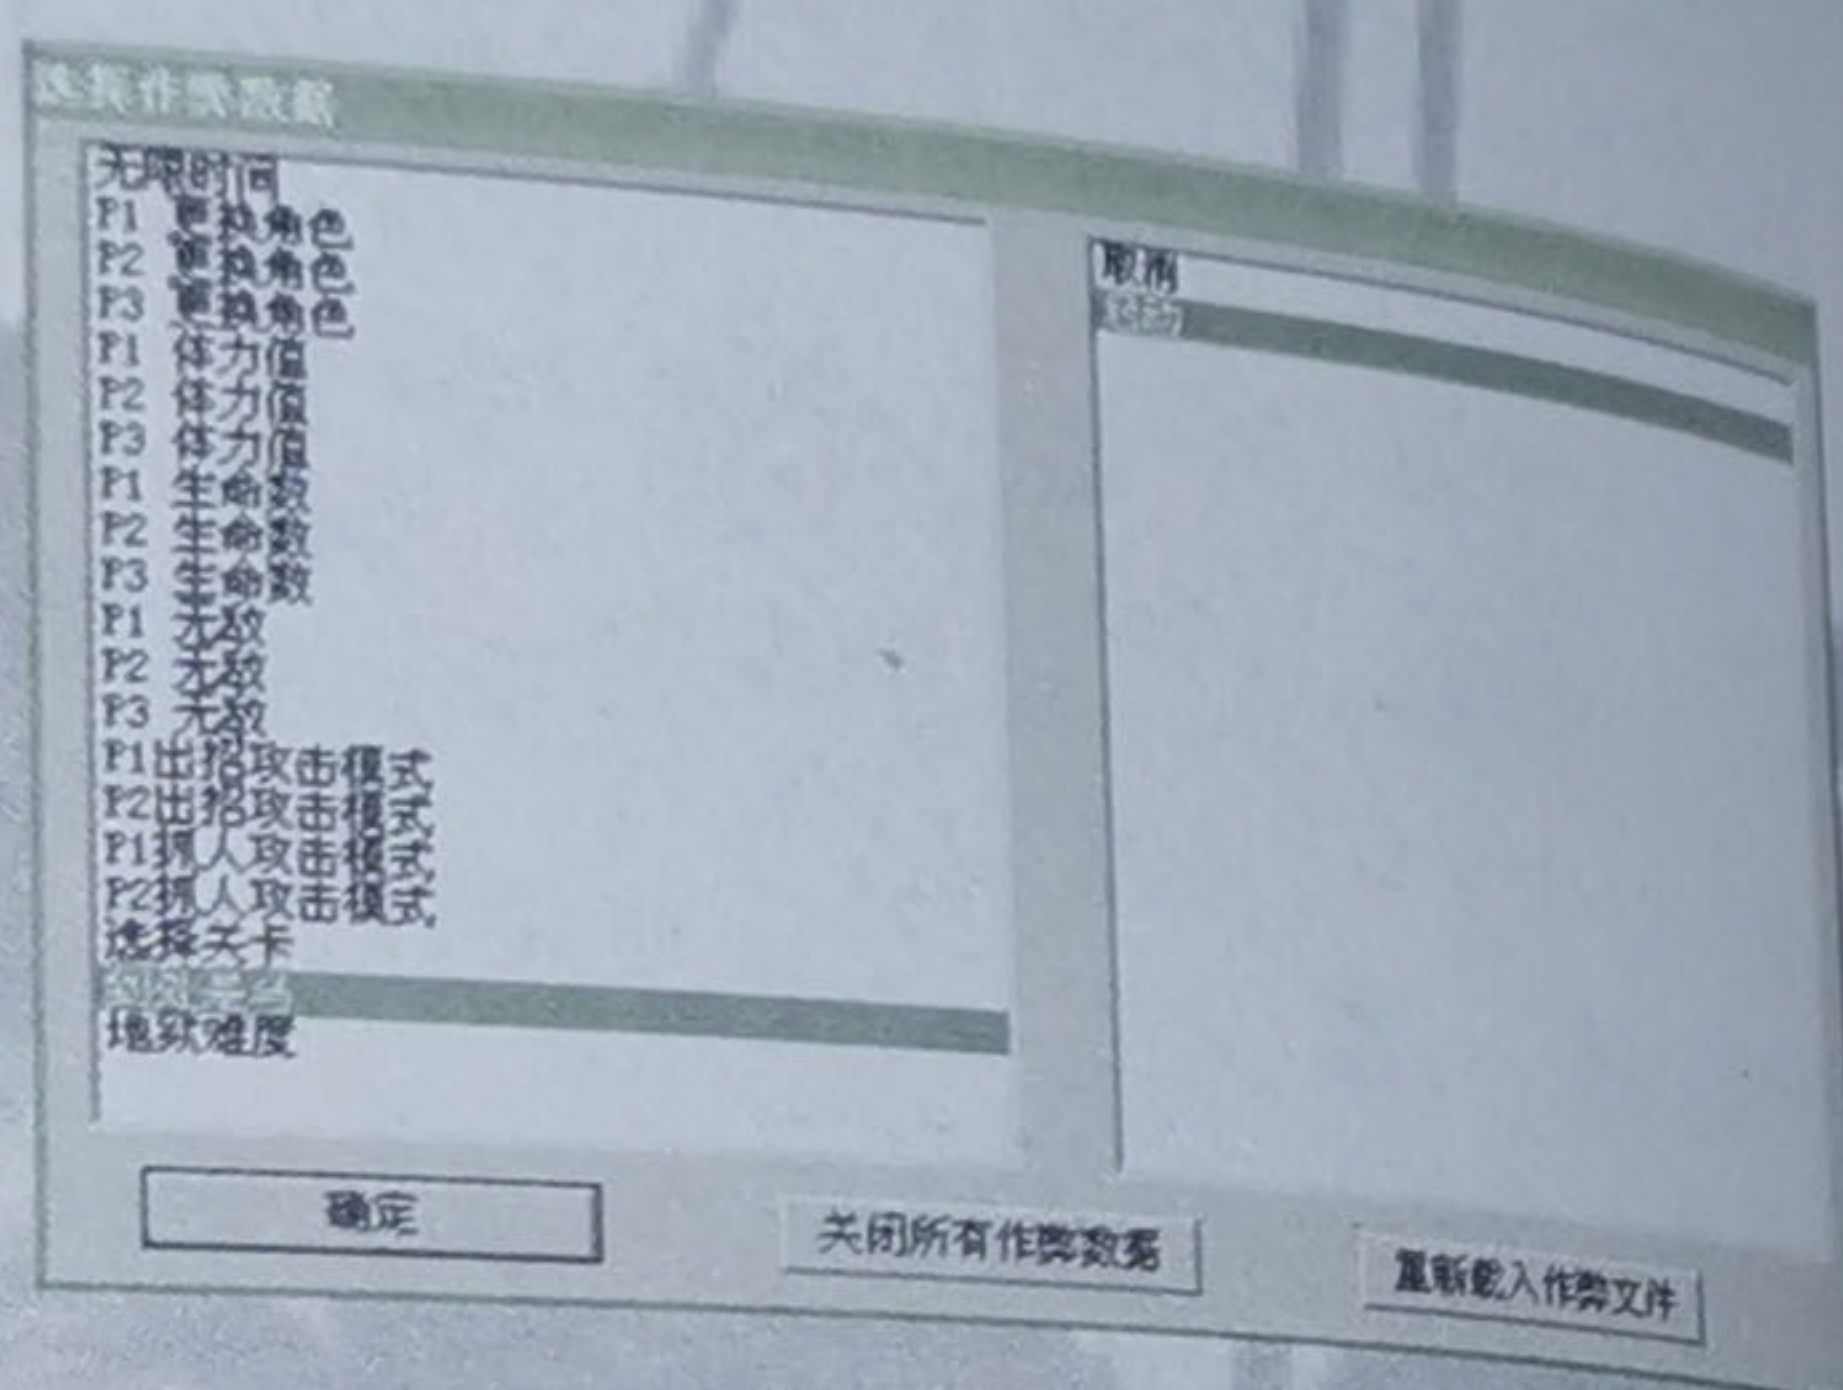 选择作弊数据
无限时间
P1 更换角色
P2 更换角色
P3 更换角色
P1 体力值
P2 体力值
P3 体力值
P1 生命数
P2 生命数
P3 生命数
P1 无敌
P2 无敌
P3 无敌
P1出招攻击模式
P2出招攻击模式
P1抓人攻击模式
P2抓人攻击模式
选择关卡
地狱难度
取消
启动
确定
关闭所有作弊数据
重新载入作弊文件